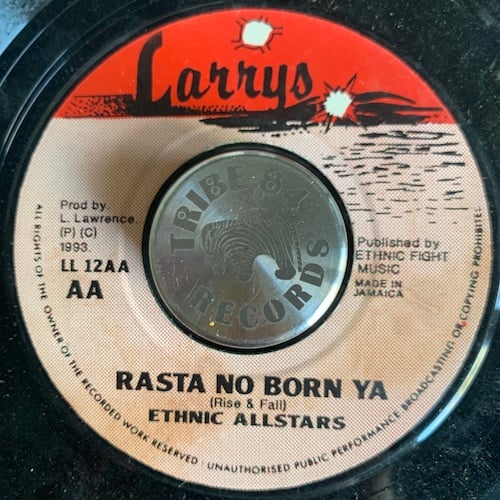 Larrys
Records
Prod by.
L. Lawrence.
(P) (C)
1993.
LL 12AA
AA
TRIBE 84
RECORDS
Published by
ETHNIC FIGHT
MUSIC
MADE IN
JAMAICA
RASTA NO BORN YA
(Rise & Fall)
ETHNIC ALLSTARS
ALL RIGHTS OF THE OWNER OF THE RECORDED WORK RESERVED · UNAUTHORISED PUBLIC PERFORMANCE BROADCASTING OR COPYING PROHIBITED